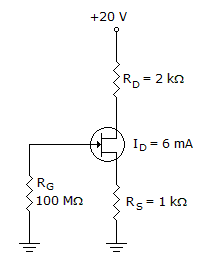 +20 V
R_D = 2 kΩ
I_D = 6 mA
R_G
100 MΩ
R_S = 1 kΩ